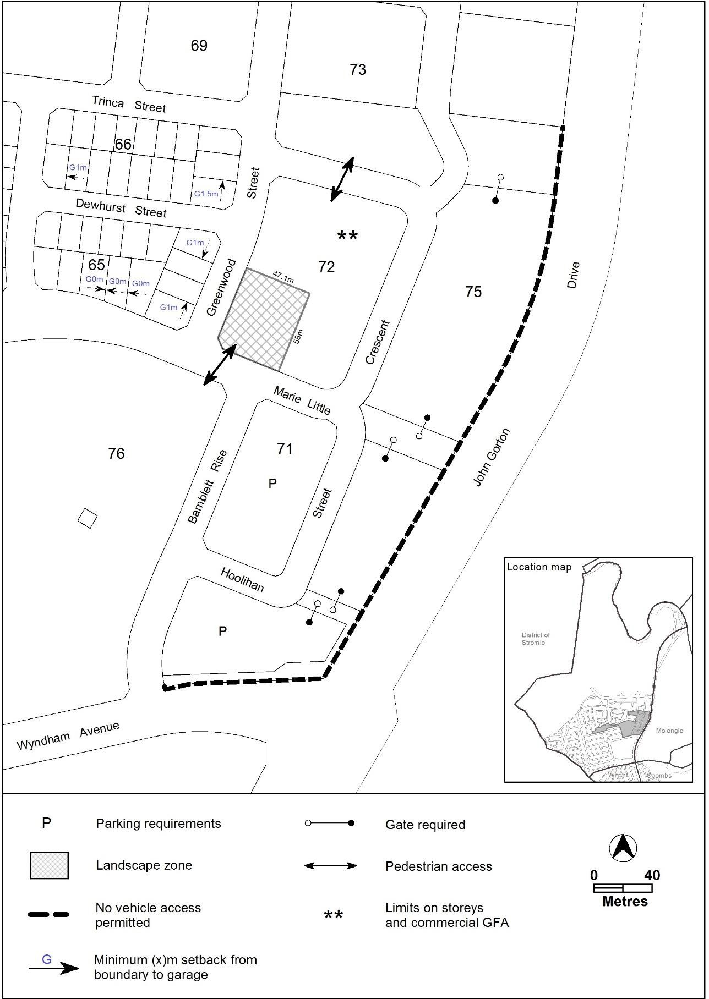 69
73
Trinca Street
66
G1m
Street
G1.5m
Dewhurst Street
**
G1m
65
72
G0m G0m G0m
47.1m
Greenwood
Drive
75
G1m
58m
Crescent
Marie Little
76
71
Bamblett Rise
John Gorton
P
Street
Hoolihan
P
Wyndham Avenue
Location map
District of
Stromlo
Molonglo
Wright
Coombs
P
Parking requirements
Gate required
Landscape zone
Pedestrian access
No vehicle access
permitted
**
Limits on storeys
and commercial GFA
0 40
Metres
G
Minimum (x)m setback from
boundary to garage